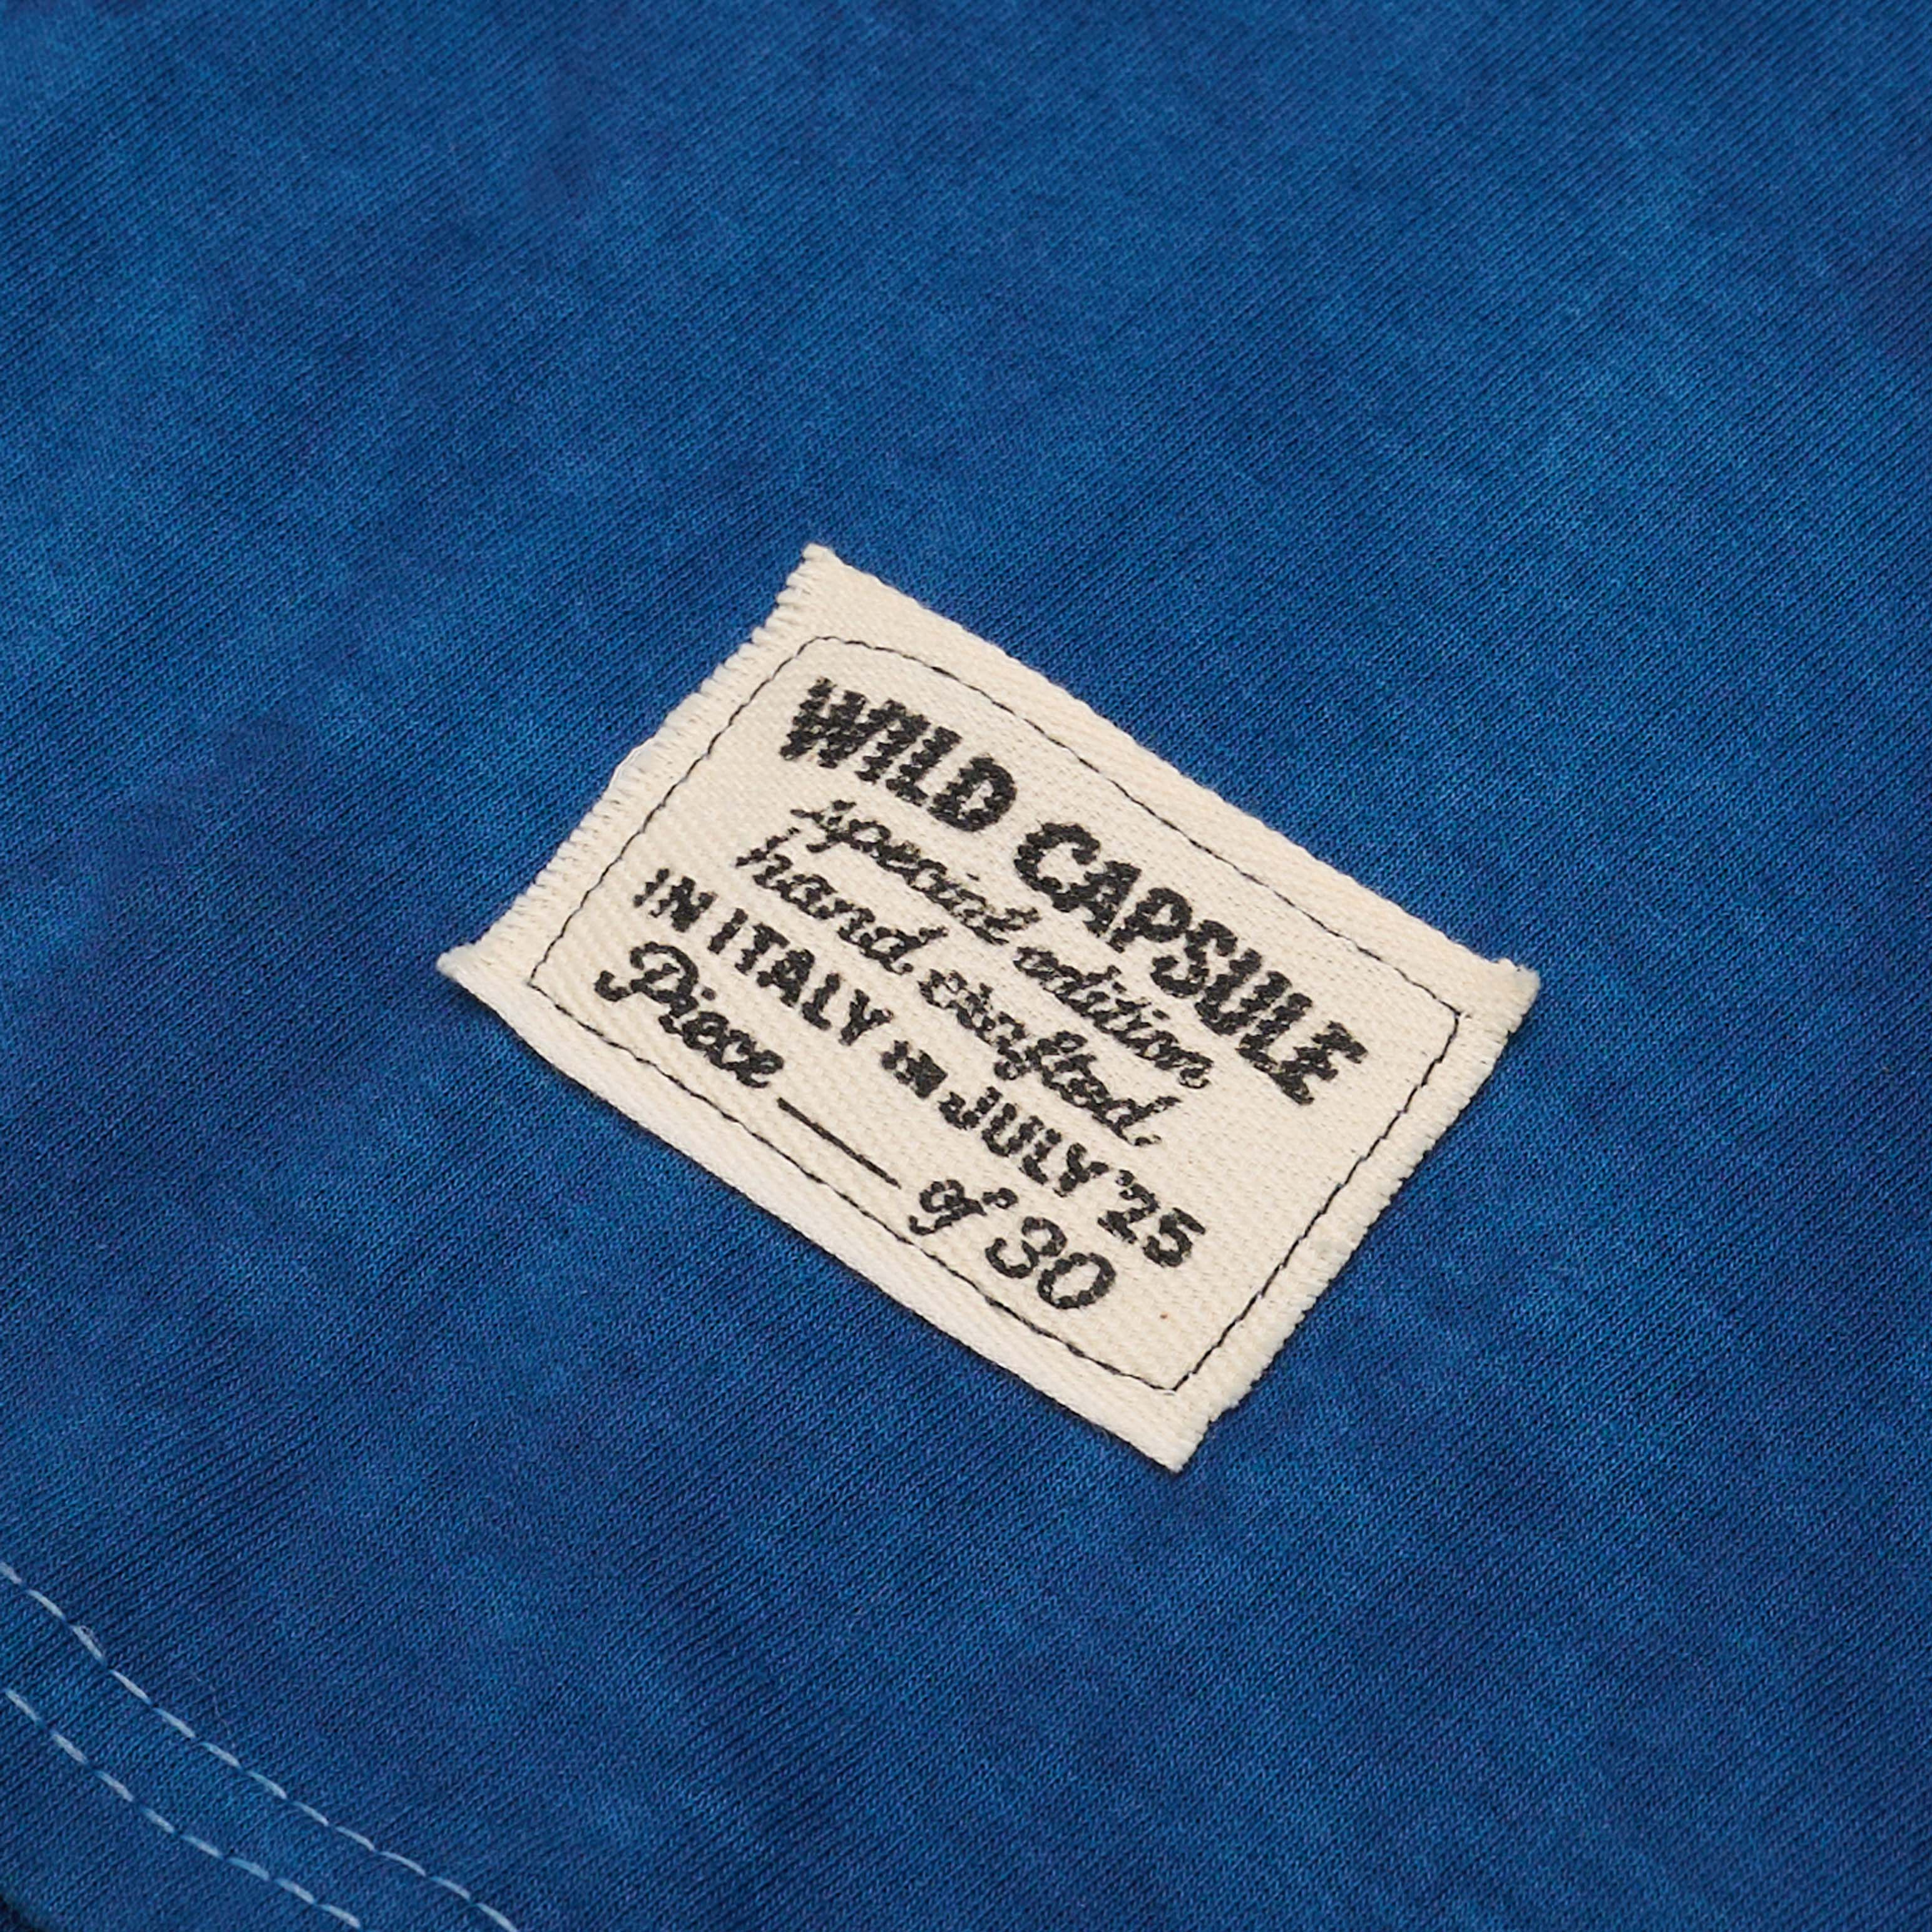 WILD CAPSULE
special edition
hand crafted
IN ITALY IN JULY '25
Piece — of 30